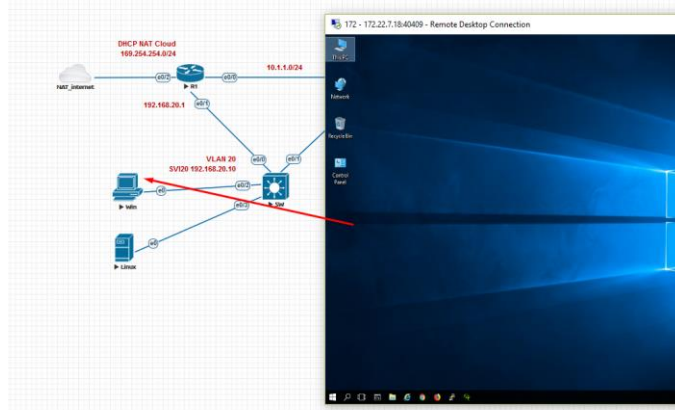 172 - 172.22.7.18:40409 - Remote Desktop Connection
DHCP NAT Cloud
169.254.254.0/24
10.1.1.0/24
This PC
NAT_internet
e0/2
R1
e0/0
Network
192.168.20.1
e0/1
Recycle Bin
VLAN 20
SVI20 192.168.20.10
e0/0
e0/1
Control
Panel
e0
e0/2
Win
e0/3
SW
e0
Linux